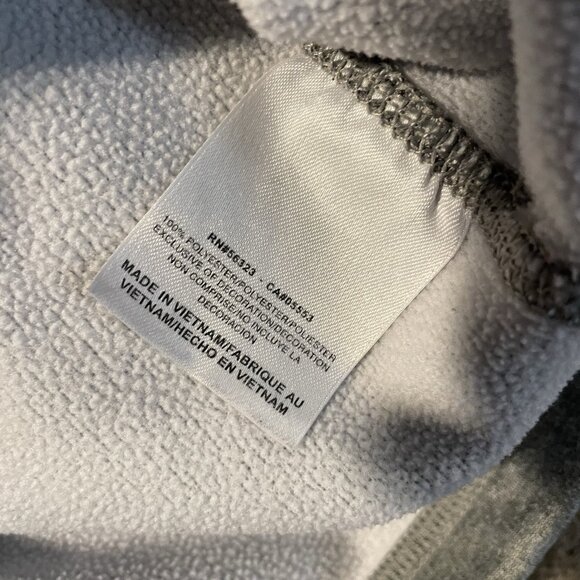 RN#56323 - CA#05553
100% POLYESTER/POLYESTER/POLIESTER
EXCLUSIVE OF DECORATION/DECORATION
NON COMPRISE/NO INCLUYE LA
DECORACIÓN
MADE IN VIETNAM/FABRIQUE AU
VIETNAM/HECHO EN VIETNAM